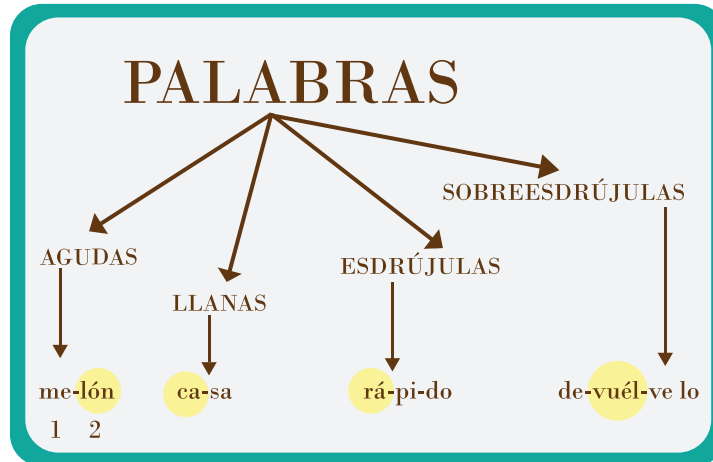 PALABRAS
SOBREESDRÚJULAS
AGUDAS
ESDRÚJULAS
LLANAS
me-lón
ca-sa
rá-pi-do
de-vuél-ve lo
1 2